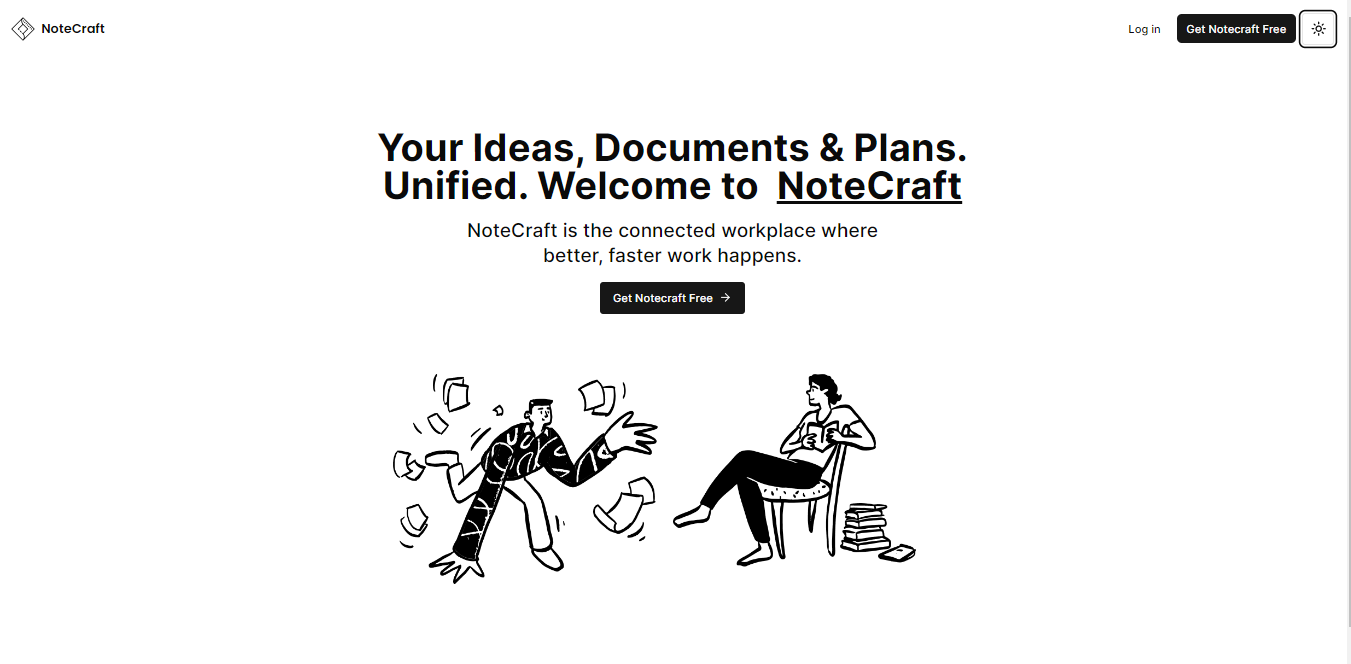 NoteCraft
Log in
Get Notecraft Free
Your Ideas, Documents & Plans.
Unified. Welcome to NoteCraft
NoteCraft is the connected workplace where
better, faster work happens.
Get Notecraft Free